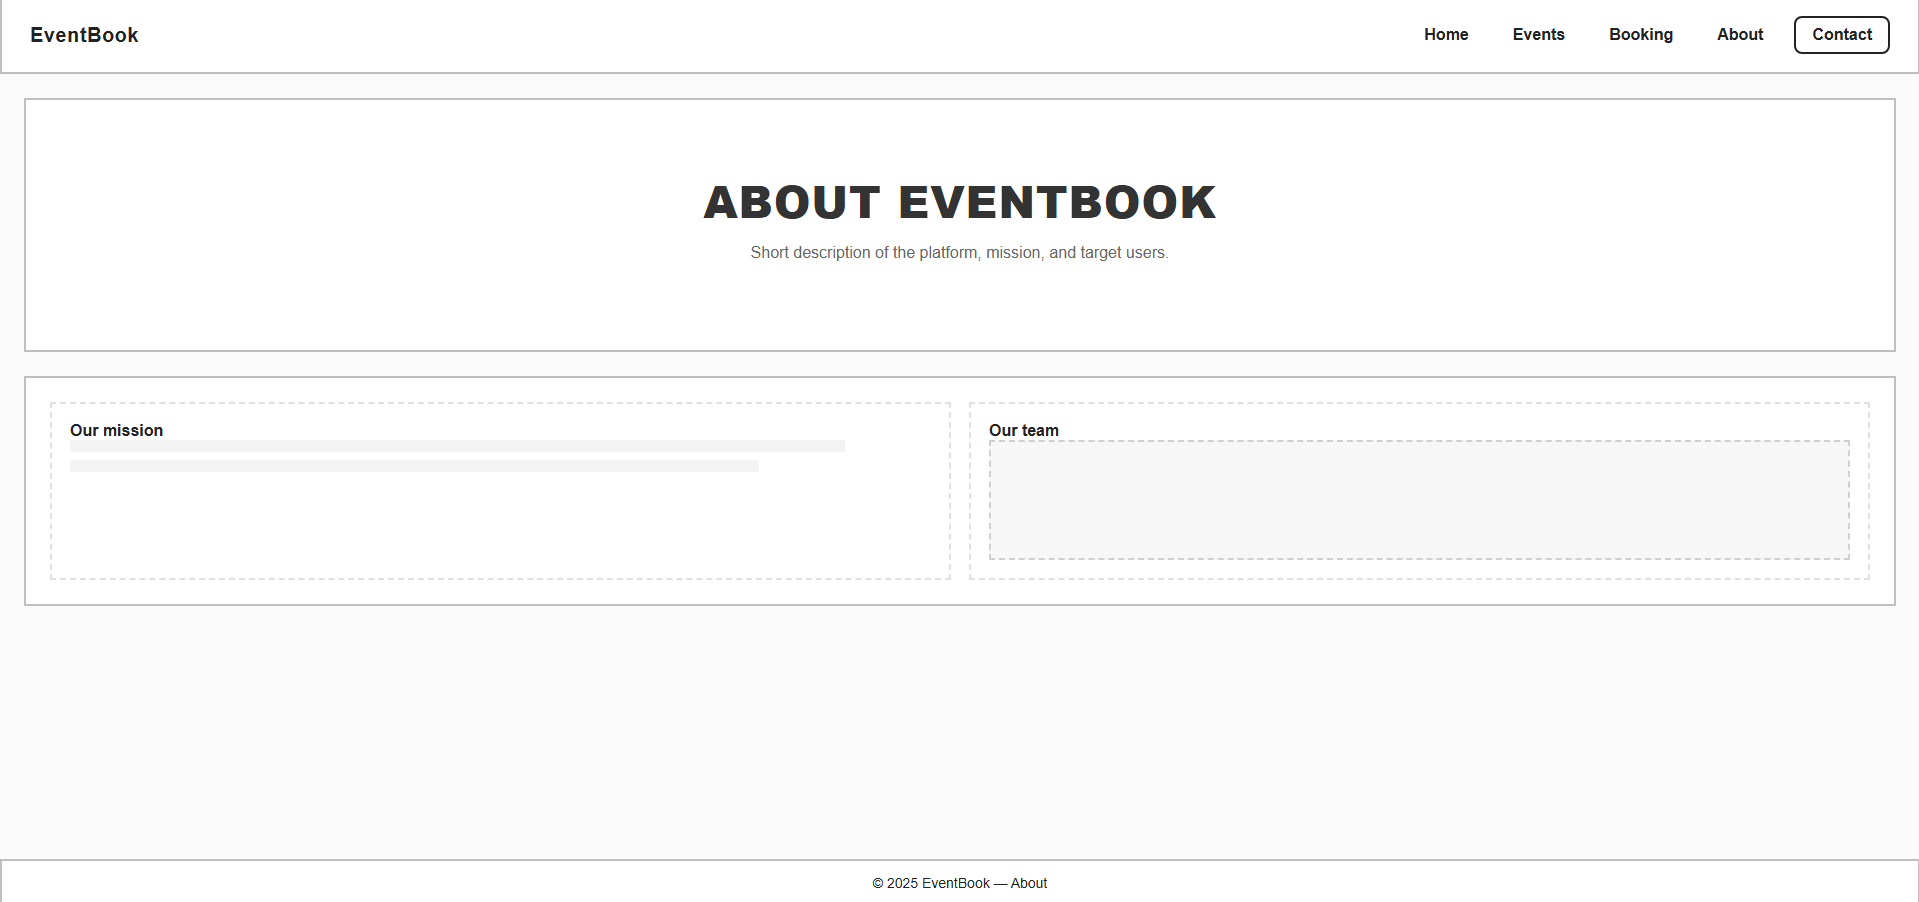 EventBook
Home Events Booking About Contact
ABOUT EVENTBOOK
Short description of the platform, mission, and target users.
Our mission
Our team
© 2025 EventBook — About